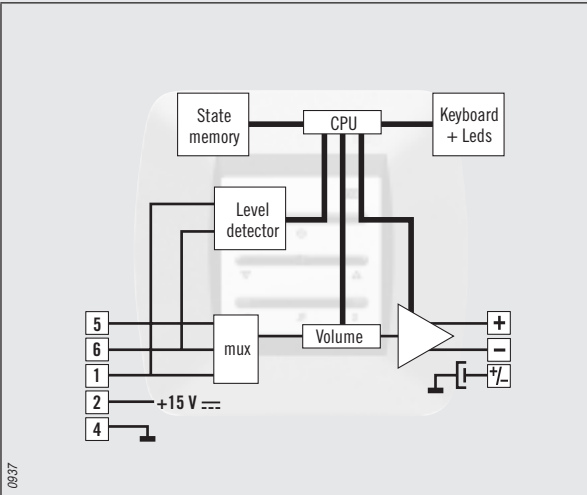 State
memory
CPU
Keyboard
+ Leds
Level
detector
5
6
1
2
4
mux
Volume
+15 V
+
−
+/−
0937